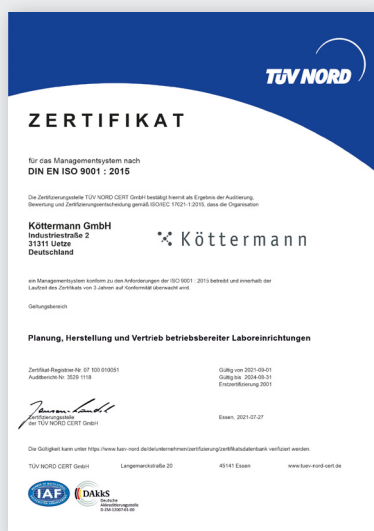 TÜV NORD
ZERTIFIKAT
für das Managementsystem nach
DIN EN ISO 9001 : 2015
Die Zertifizierungsstelle TÜV NORD CERT GmbH bestätigt hiermit als Ergebnis der Auditierung,
Bewertung und Zertifizierungsentscheidung gemäß ISO/IEC 17021-1:2015, dass die Organisation
Köttermann GmbH
Industriestraße 2
31311 Uetze
Deutschland
Köttermann
ein Managementsystem konform zu den Anforderungen der ISO 9001 : 2015 betreibt und innerhalb der
Laufzeit des Zertifikats von 3 Jahren auf Konformität überwacht wird.
Geltungsbereich
Planung, Herstellung und Vertrieb betriebsbereiter Laboreinrichtungen
Zertifikat-Registrier-Nr. 07 100 010051
Auditbericht-Nr. 3529 1118
Gültig von 2021-09-01
Gültig bis 2024-08-31
Erstzertifizierung 2001
Zertifizierungsstelle
der TÜV NORD CERT GmbH
Essen, 2021-07-27
Die Gültigkeit kann unter https://www.tuev-nord.de/de/unternehmen/zertifizierung/zertifikatsdatenbank verifiziert werden.
TÜV NORD CERT GmbH Langemarckstraße 20 45141 Essen www.tuev-nord-cert.de
IAF
DAkkS
Deutsche
Akkreditierungsstelle
D-ZM-12007-01-00